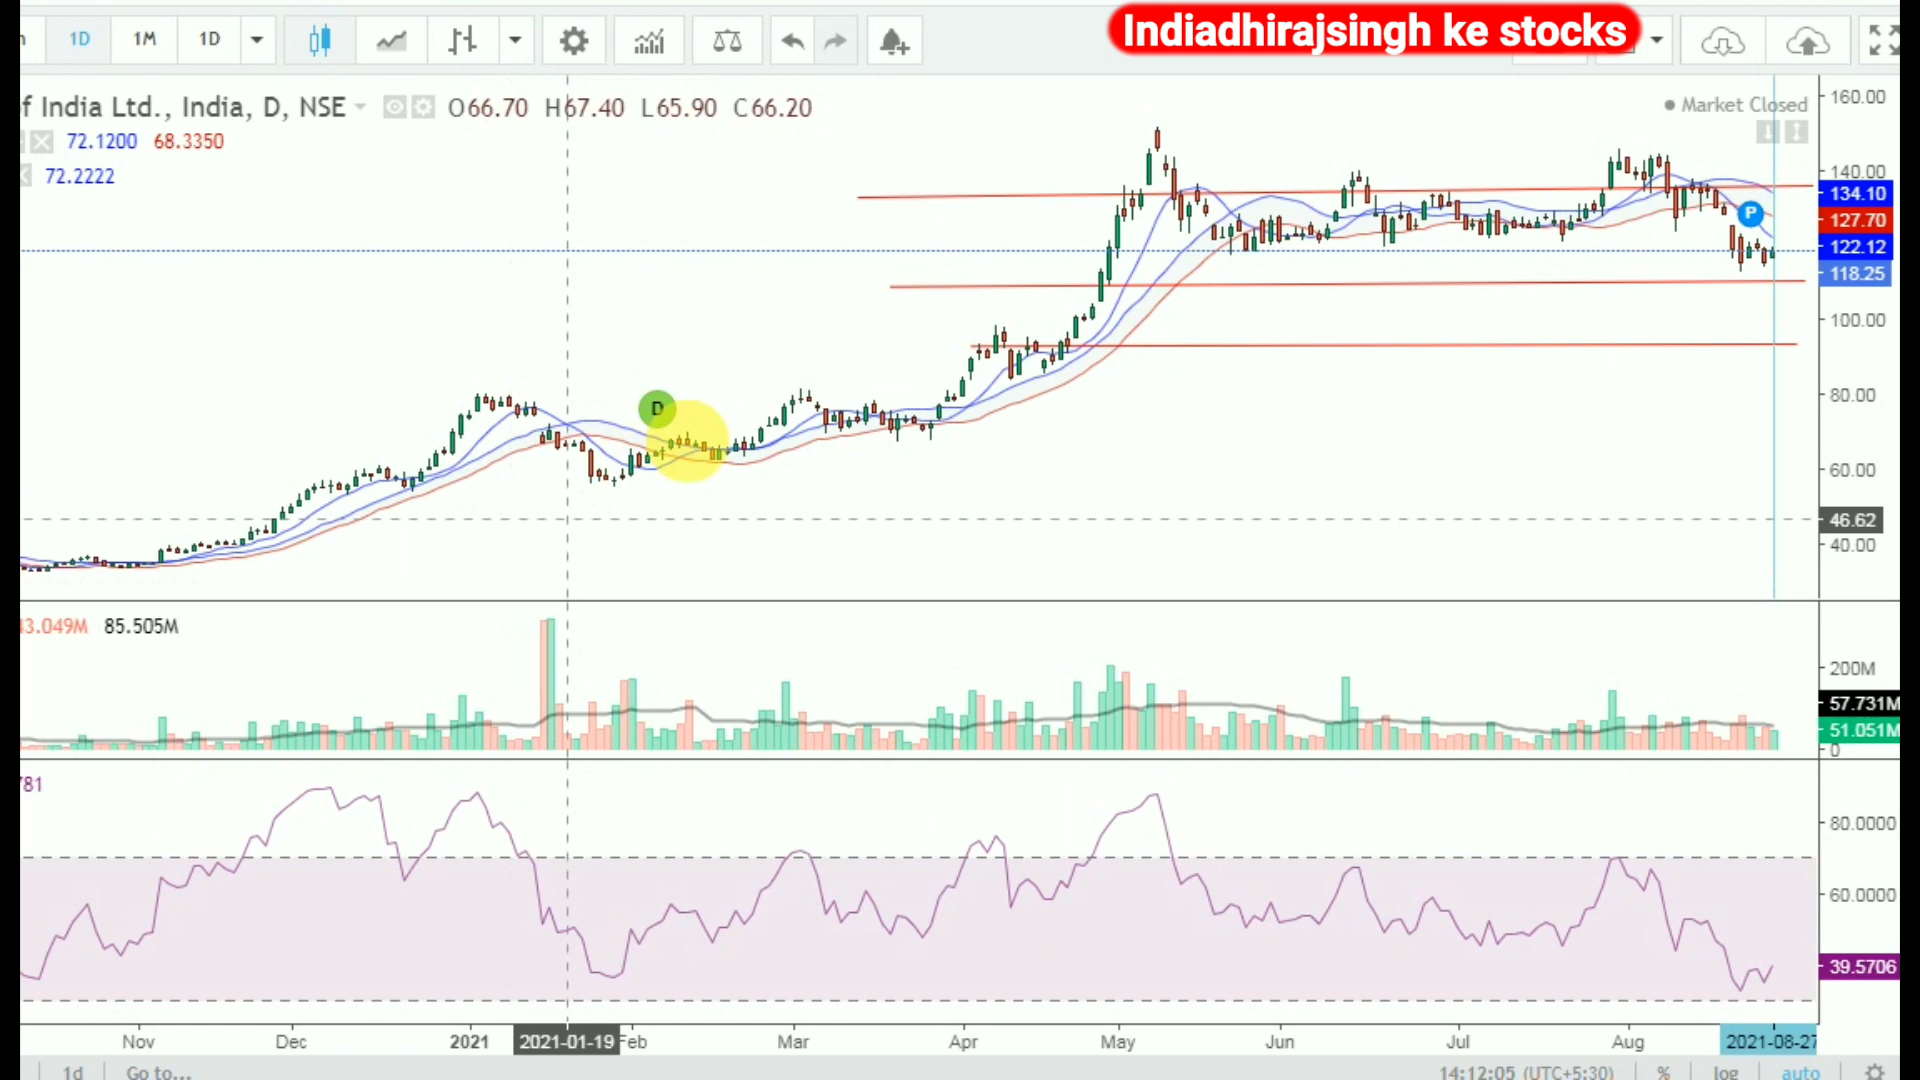 Indiadhirajsingh ke stocks
1D 1M 1D
f India Ltd., India, D, NSE O66.70 H67.40 L65.90 C66.20
Market Closed
72.1200 68.3350
72.2222
160.00
140.00
134.10
127.70
122.12
118.25
100.00
80.00
60.00
46.62
40.00
P
D
43.049M 85.505M
200M
57.731M
51.051M
0
781
80.0000
60.0000
39.5706
Nov Dec 2021 2021-01-19 Feb Mar Apr May Jun Jul Aug 2021-08-27
1d Go to... 14:12:05 (UTC+5:30) % log auto